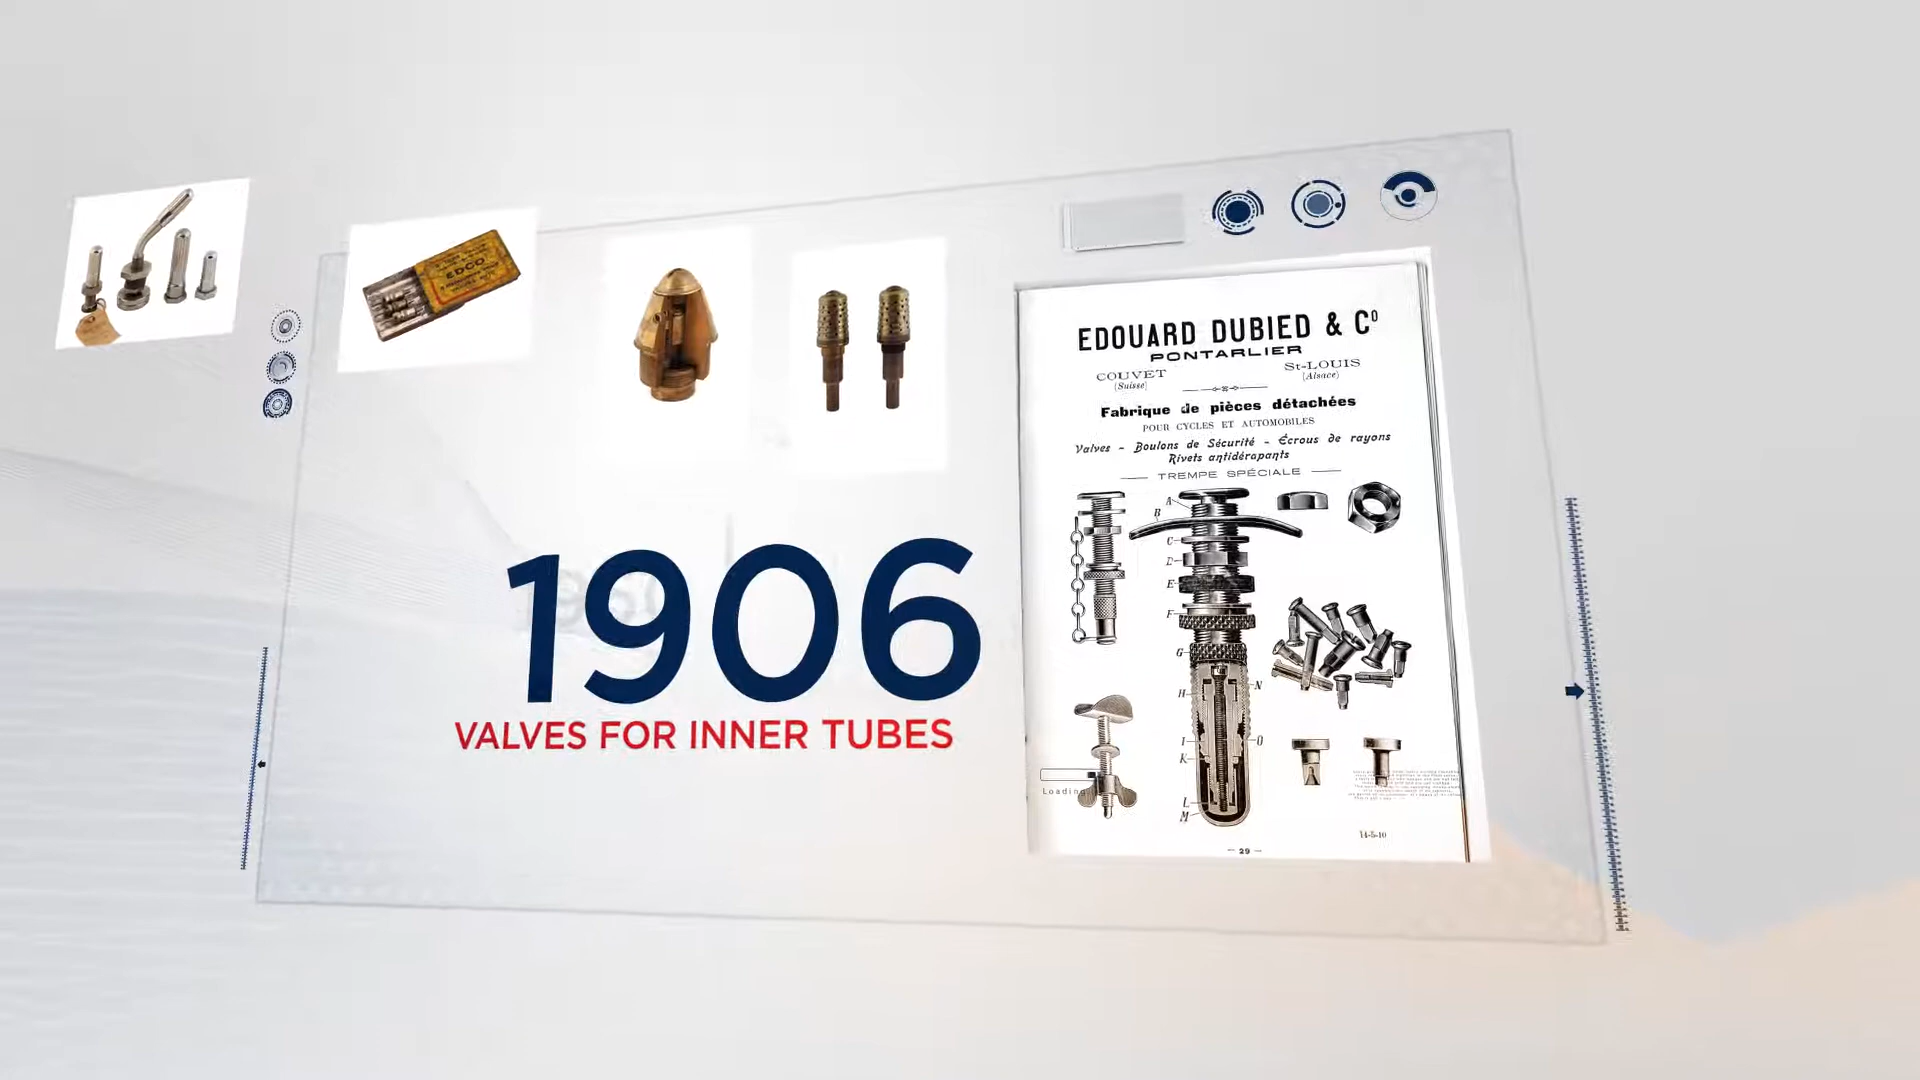 EDCO
EDOUARD DUBIED & Cº
PONTARLIER
COUVET
(Suisse)
St-LOUIS
(Alsace)
Fabrique de pièces détachées
POUR CYCLES ET AUTOMOBILES
Valves - Boulons de Sécurité - Écrous de rayons
Rivets antidérapants
TREMPE SPÉCIALE
A
B
C
D
E
F
G
H
N
I
O
K
L
M
1906
VALVES FOR INNER TUBES
Loading
14-5-10
- 29 -